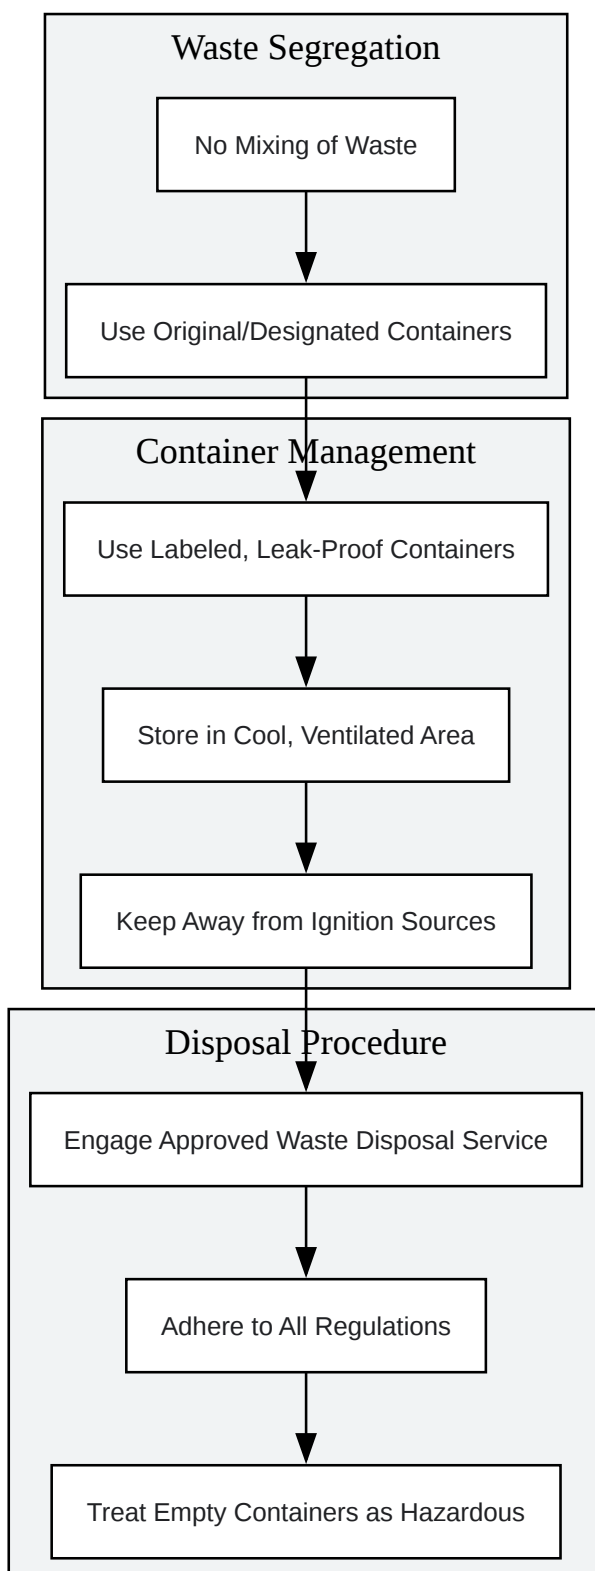 Waste Segregation
No Mixing of Waste
Use Original/Designated Containers
Container Management
Use Labeled, Leak-Proof Containers
Store in Cool, Ventilated Area
Keep Away from Ignition Sources
Disposal Procedure
Engage Approved Waste Disposal Service
Adhere to All Regulations
Treat Empty Containers as Hazardous